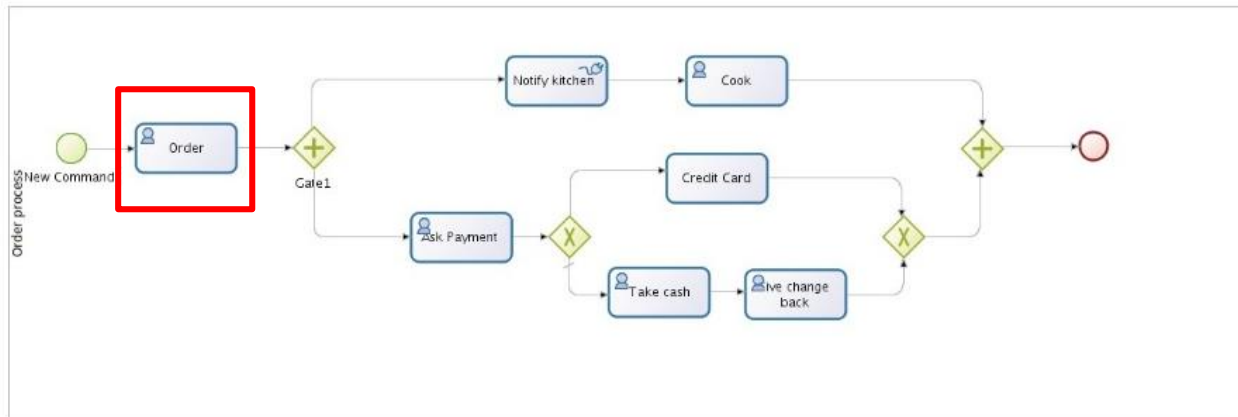 Order process
New Command
Order
Gate1
Notify kitchen
Cook
Ask Payment
Credit Card
Take cash
ive change
back